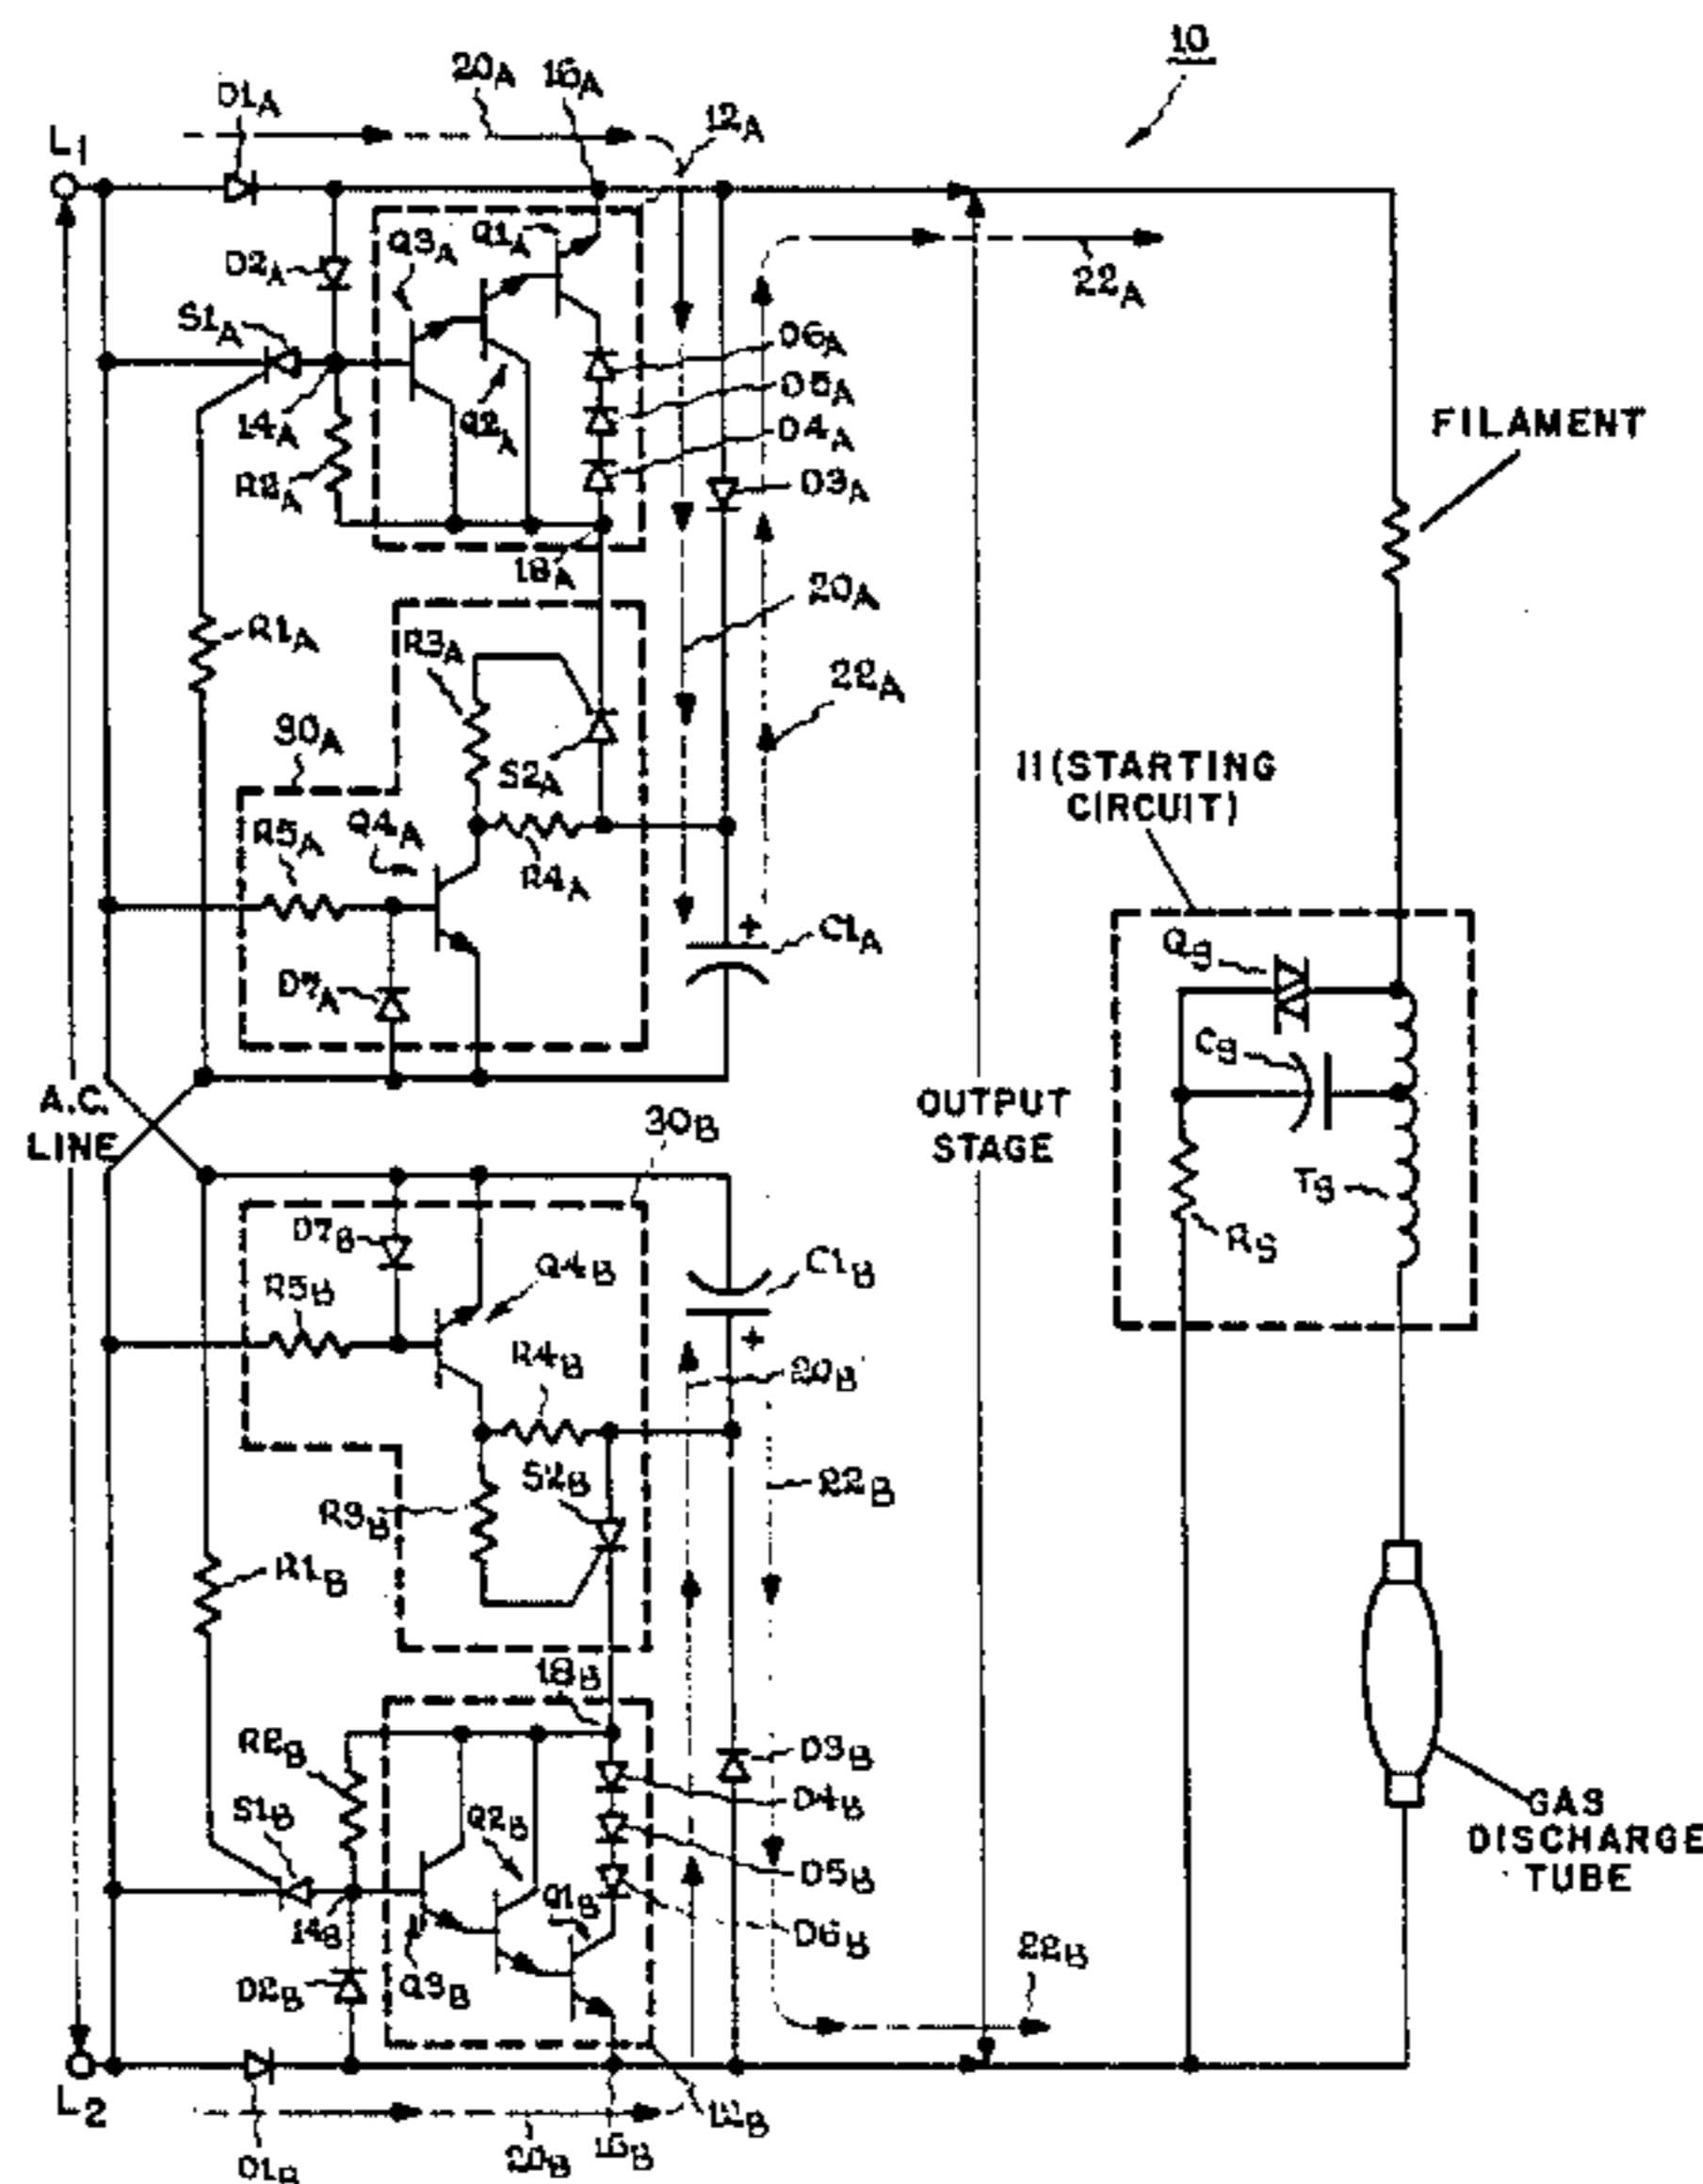 10
20A
16A
D1A
12A
L1
Q3A
Q1A
D2A
22A
S1A
D6A
D5A
14A
Q2A
D4A
FILAMENT
R2A
D3A
18A
20A
R1A
R3A
22A
30A
S2A
11(STARTING
CIRCUIT)
R5A
Q4A
R4A
+
C1A
QS
D7A
CS
A.C.
LINE
OUTPUT
STAGE
30B
TS
D7B
Q4B
C1B
RS
R5B
R4B
+
20B
S2B
22B
R3B
R1B
18B
R2B
D3B
S1B
Q2B
D4B
GAS
DISCHARGE
TUBE
D5B
Q1B
14B
D6B
22B
D2B
Q3B
L2
12B
D1B
20B
16B